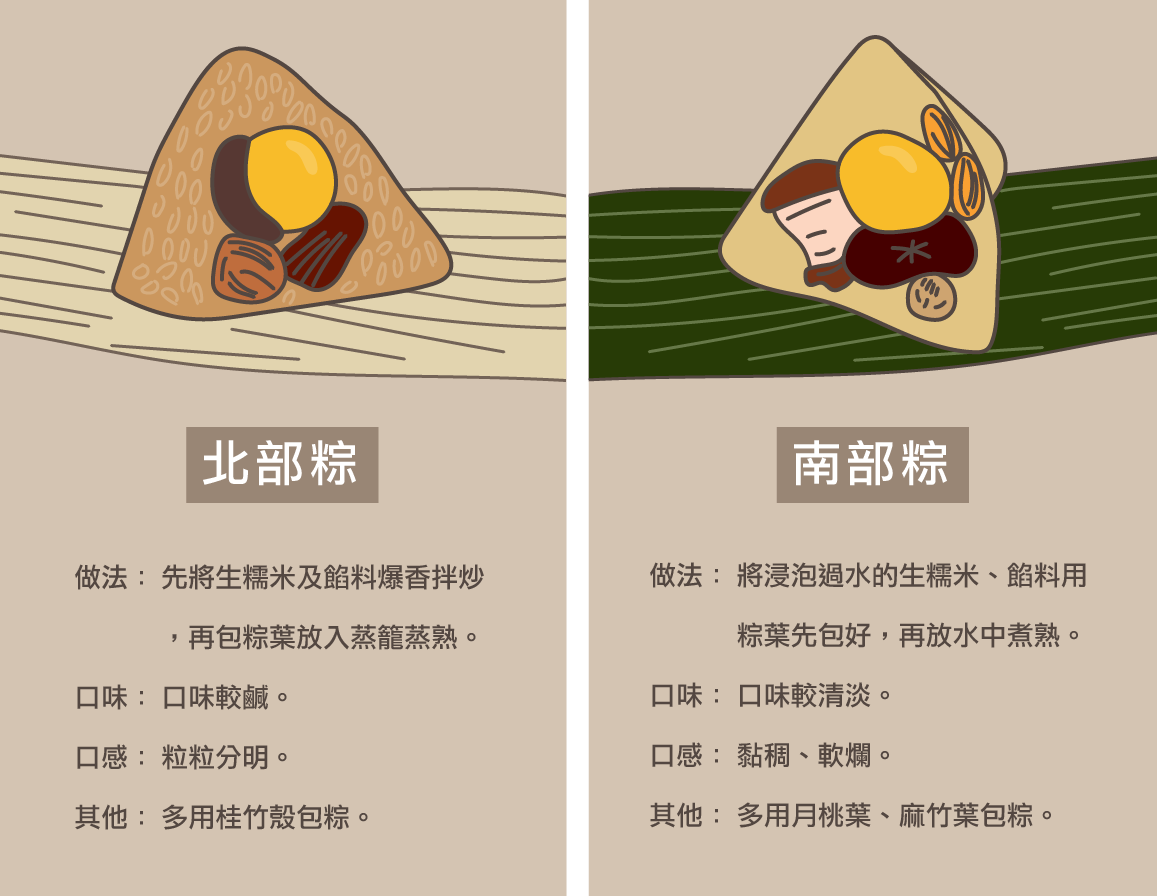 北部粽
做法：先將生糯米及餡料爆香拌炒
，再包粽葉放入蒸籠蒸熟。
口味：口味較鹹。
口感：粒粒分明。
其他：多用桂竹殼包粽。
南部粽
做法：將浸泡過水的生糯米、餡料用
粽葉先包好，再放水中煮熟。
口味：口味較清淡。
口感：黏稠、軟爛。
其他：多用月桃葉、麻竹葉包粽。